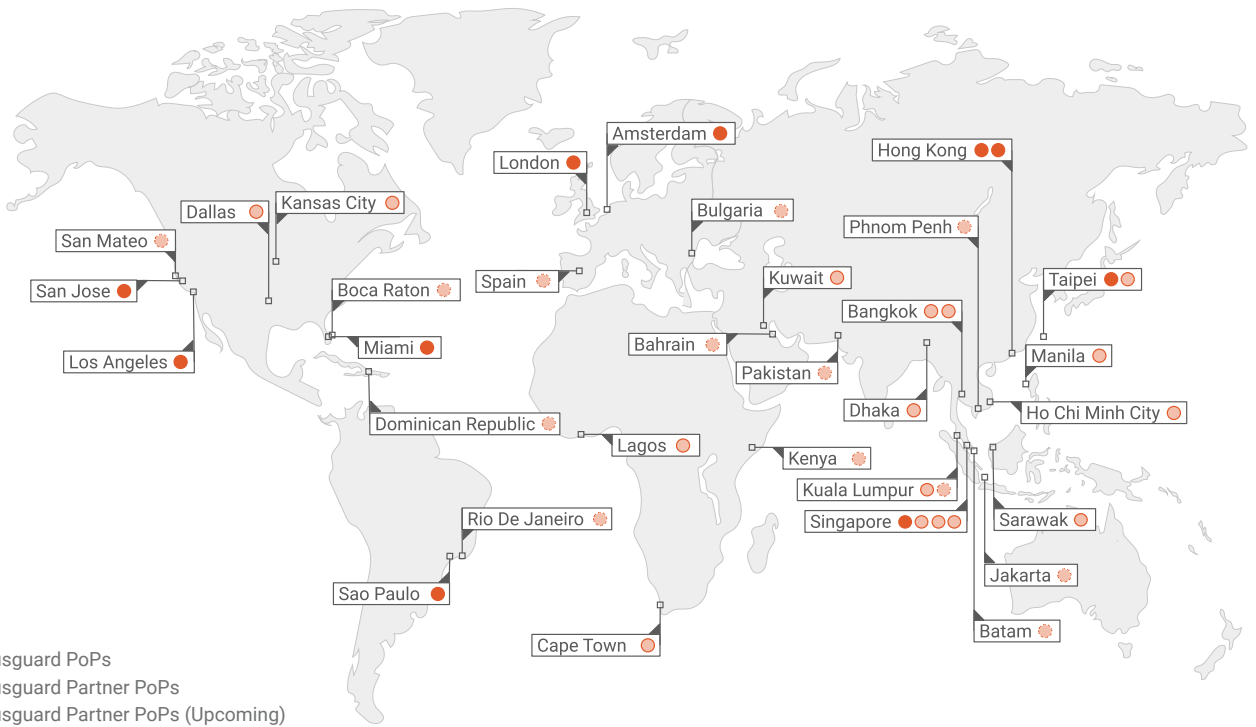 Amsterdam
London
Hong Kong
Kansas City
Dallas
Bulgaria
Phnom Penh
San Mateo
Spain
Kuwait
Taipei
San Jose
Boca Raton
Bangkok
Bahrain
Miami
Manila
Los Angeles
Pakistan
Dhaka
Ho Chi Minh City
Dominican Republic
Lagos
Kenya
Kuala Lumpur
Rio De Janeiro
Singapore
Sarawak
Jakarta
Sao Paulo
Batam
Cape Town
usguard PoPs
usguard Partner PoPs
usguard Partner PoPs (Upcoming)